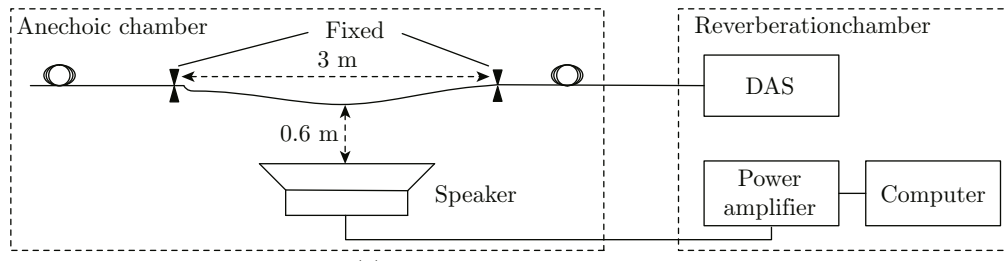 Anechoic chamber
Fixed
Reverberationchamber
3 m
DAS
0.6 m
Speaker
Power
amplifier
Computer